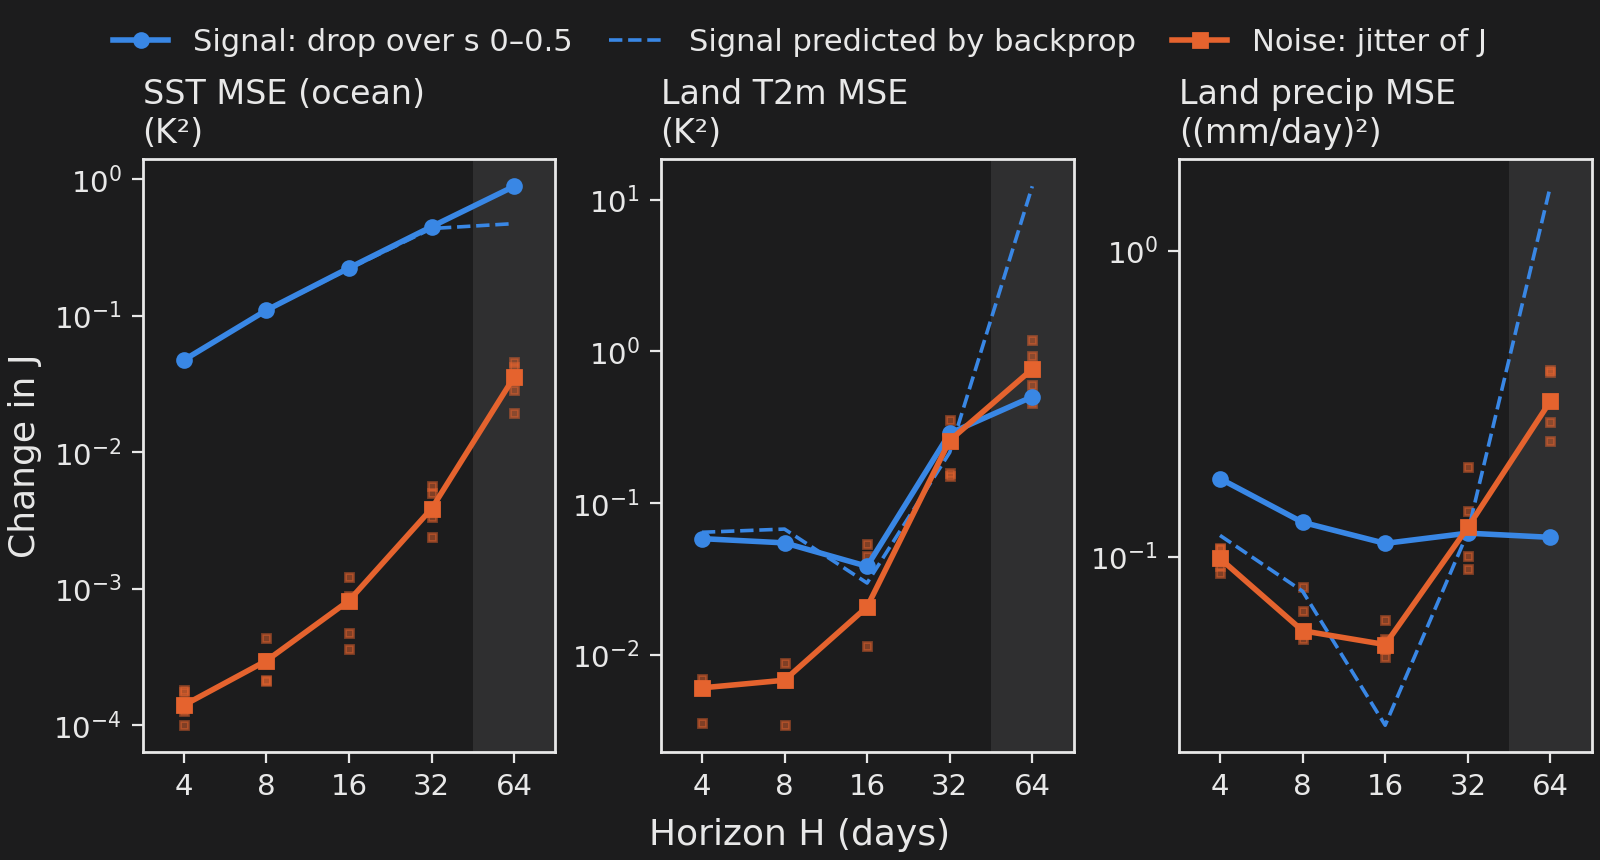 Signal: drop over s 0–0.5   Signal predicted by backprop   Noise: jitter of J
SST MSE (ocean)
(K²)
Land T2m MSE
(K²)
Land precip MSE
((mm/day)²)
Change in J
10⁰
10⁻¹
10⁻²
10⁻³
10⁻⁴
4 8 16 32 64
10¹
10⁰
10⁻¹
10⁻²
4 8 16 32 64
10⁰
10⁻¹
4 8 16 32 64
Horizon H (days)